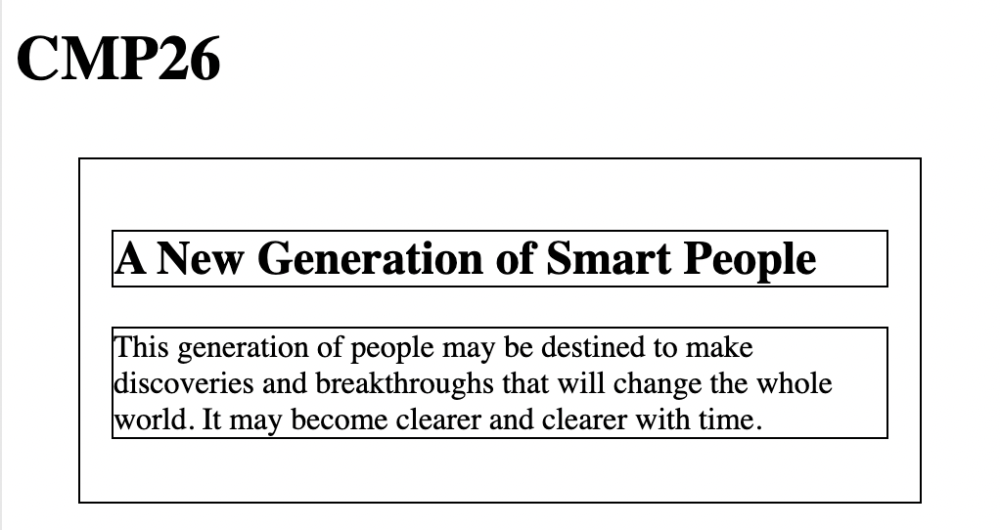 CMP26
A New Generation of Smart People
This generation of people may be destined to make
discoveries and breakthroughs that will change the whole
world. It may become clearer and clearer with time.